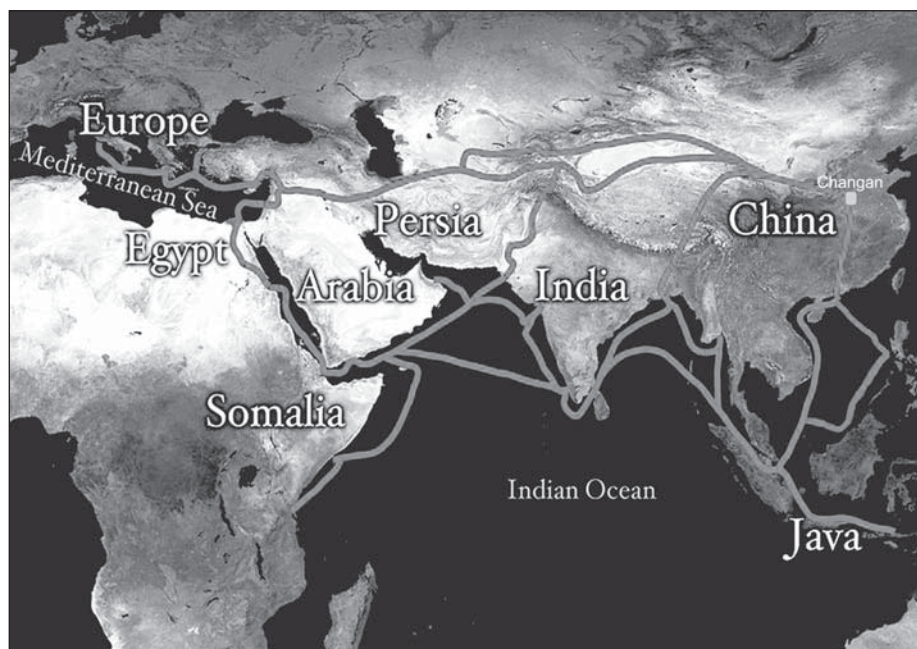 Europe
Mediterranean Sea
Changan
Persia
China
Egypt
Arabia
India
Somalia
Indian Ocean
Java